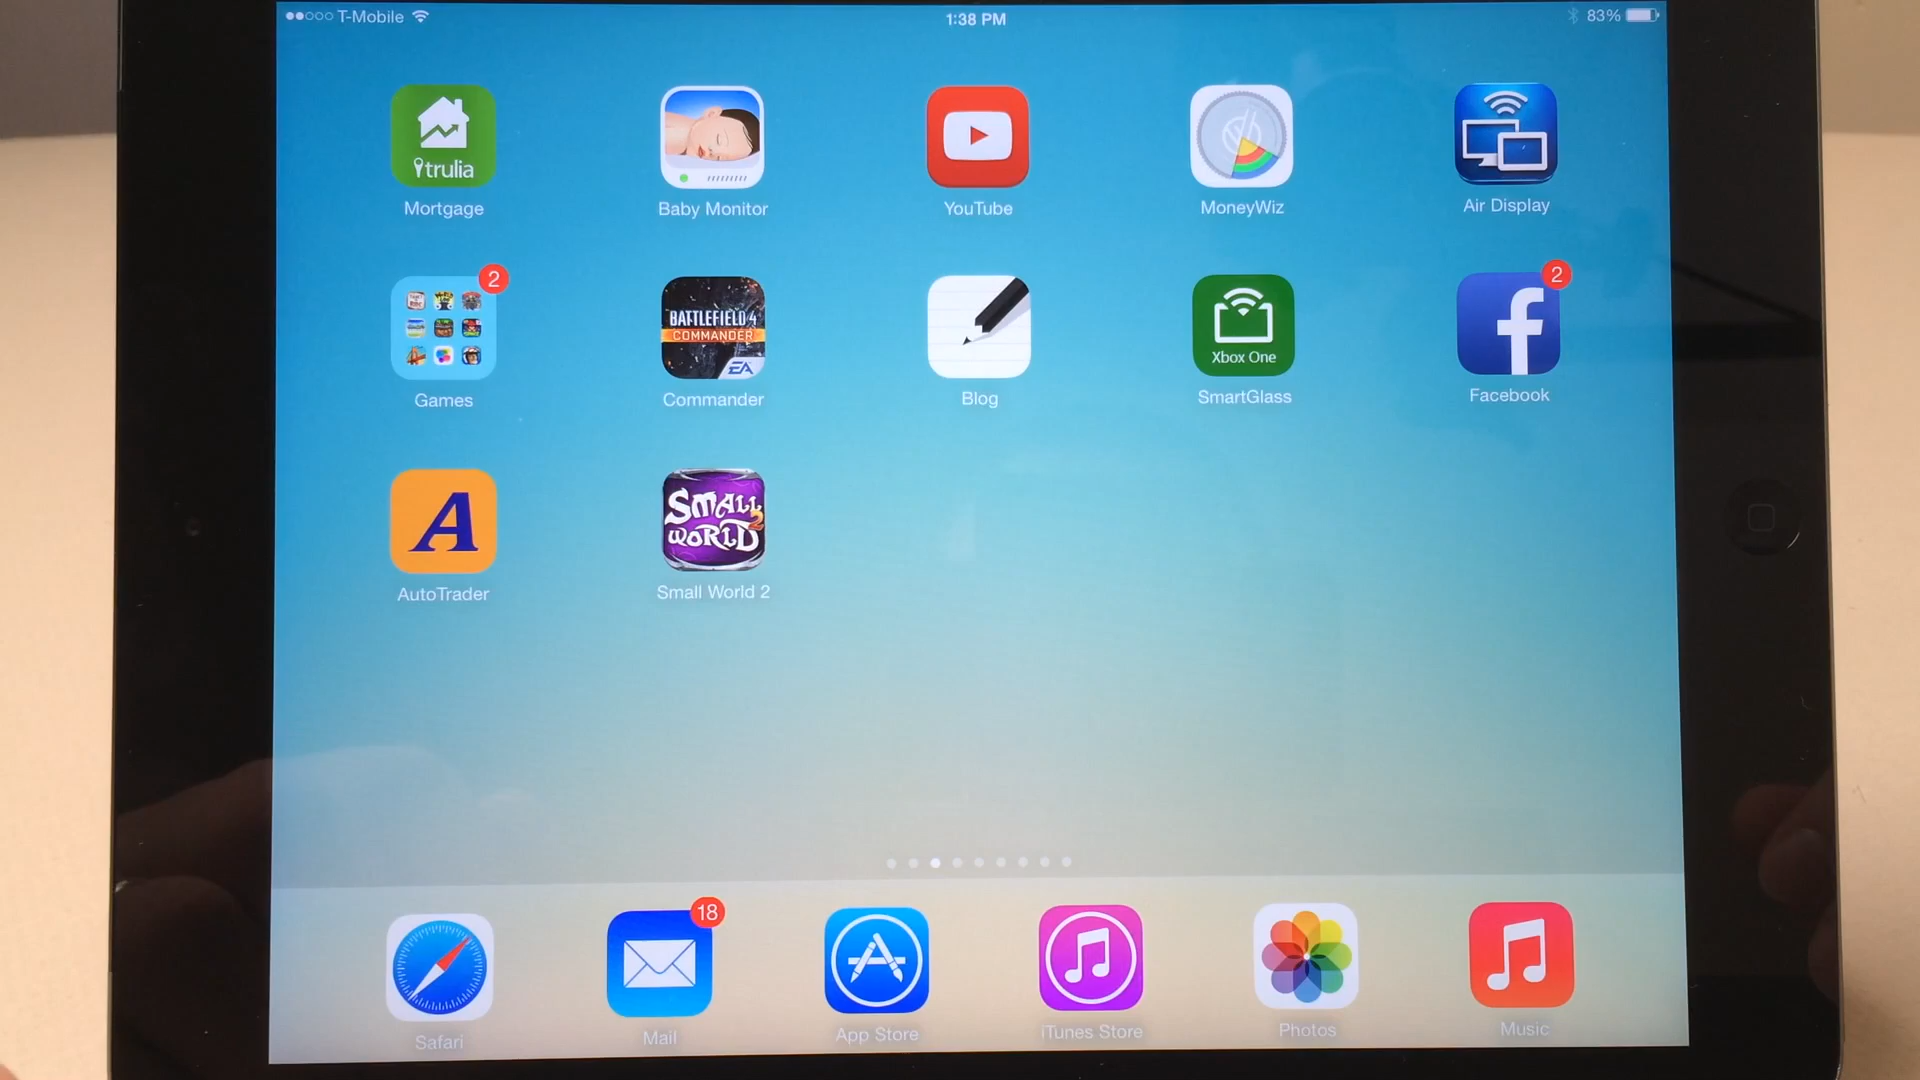 T-Mobile
1:38 PM
83%
trulia
Mortgage
Baby Monitor
YouTube
MoneyWiz
Air Display
2
Games
BATTLEFIELD 4
COMMANDER
EA
Commander
Blog
Xbox One
SmartGlass
2
Facebook
A
AutoTrader
SMALL
WORLD 2
Small World 2
Safari
18
Mail
App Store
iTunes Store
Photos
Music